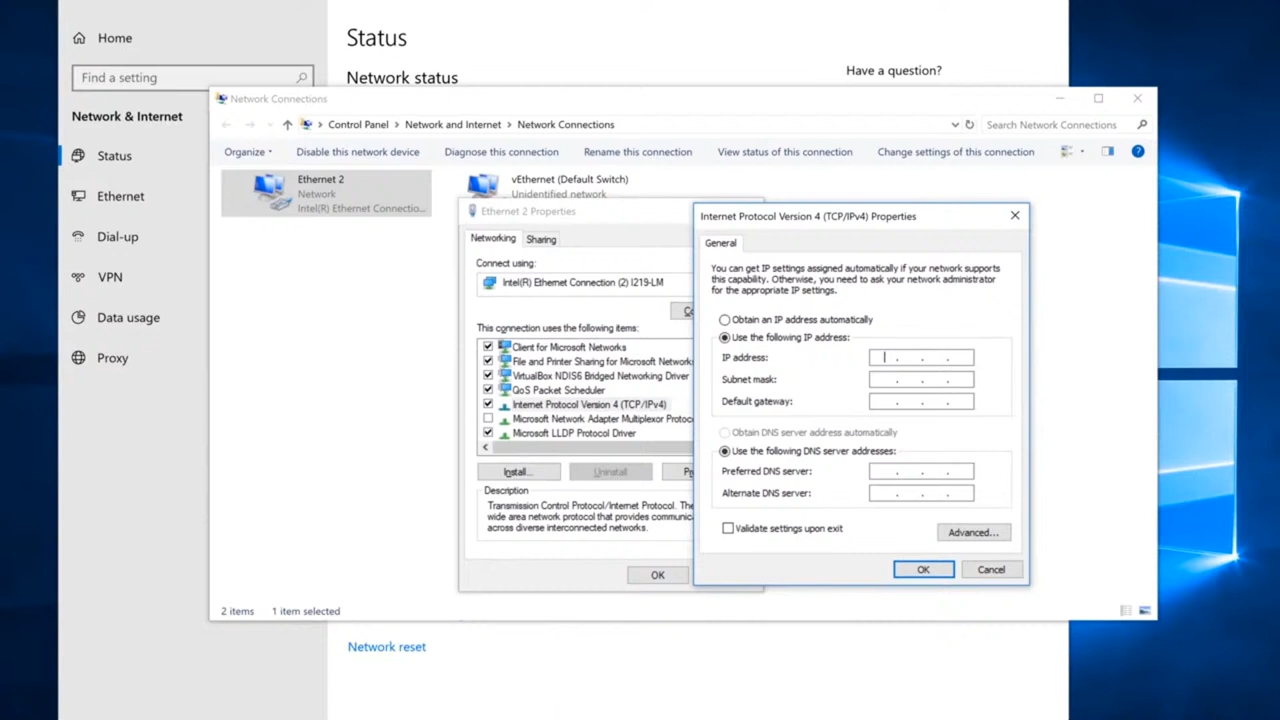 Home
Find a setting
Network & Internet
Status
Ethernet
Dial-up
VPN
Data usage
Proxy
Status
Network status
Have a question?
Network Connections
Control Panel > Network and Internet > Network Connections
Search Network Connections
Organize
Disable this network device
Diagnose this connection
Rename this connection
View status of this connection
Change settings of this connection
Ethernet 2
Network
Intel(R) Ethernet Connectio...
vEthernet (Default Switch)
Unidentified network
Ethernet 2 Properties
Networking
Sharing
Connect using:
Intel(R) Ethernet Connection (2) I219-LM
This connection uses the following items:
Client for Microsoft Networks
File and Printer Sharing for Microsoft Networks
VirtualBox NDIS6 Bridged Networking Driver
QoS Packet Scheduler
Internet Protocol Version 4 (TCP/IPv4)
Microsoft Network Adapter Multiplexor Protoco
Microsoft LLDP Protocol Driver
Install...
Uninstall
Description
Transmission Control Protocol/Internet Protocol. The
wide area network protocol that provides communic
across diverse interconnected networks.
OK
Internet Protocol Version 4 (TCP/IPv4) Properties
General
You can get IP settings assigned automatically if your network supports
this capability. Otherwise, you need to ask your network administrator
for the appropriate IP settings.
Obtain an IP address automatically
Use the following IP address:
IP address:
Subnet mask:
Default gateway:
Obtain DNS server address automatically
Use the following DNS server addresses:
Preferred DNS server:
Alternate DNS server:
Validate settings upon exit
Advanced...
OK
Cancel
2 items
1 item selected
Network reset